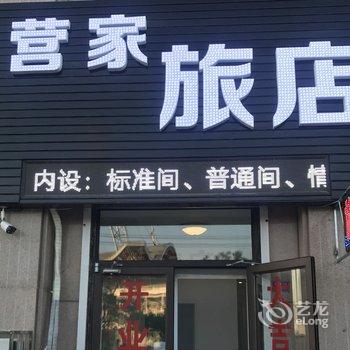 营家旅店
内设：标准间、普通间、情
开业
大吉
艺龙
eLong